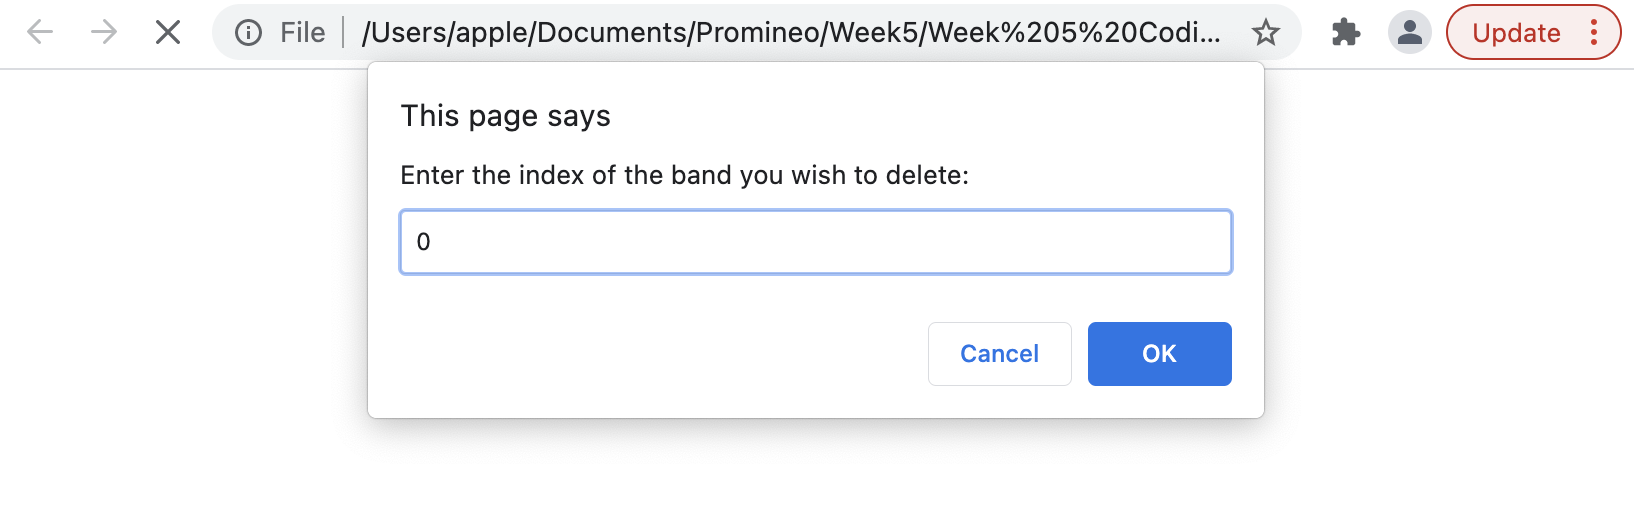 File /Users/apple/Documents/Promineo/Week5/Week%205%20Codi... Update
This page says
Enter the index of the band you wish to delete:
0
Cancel OK